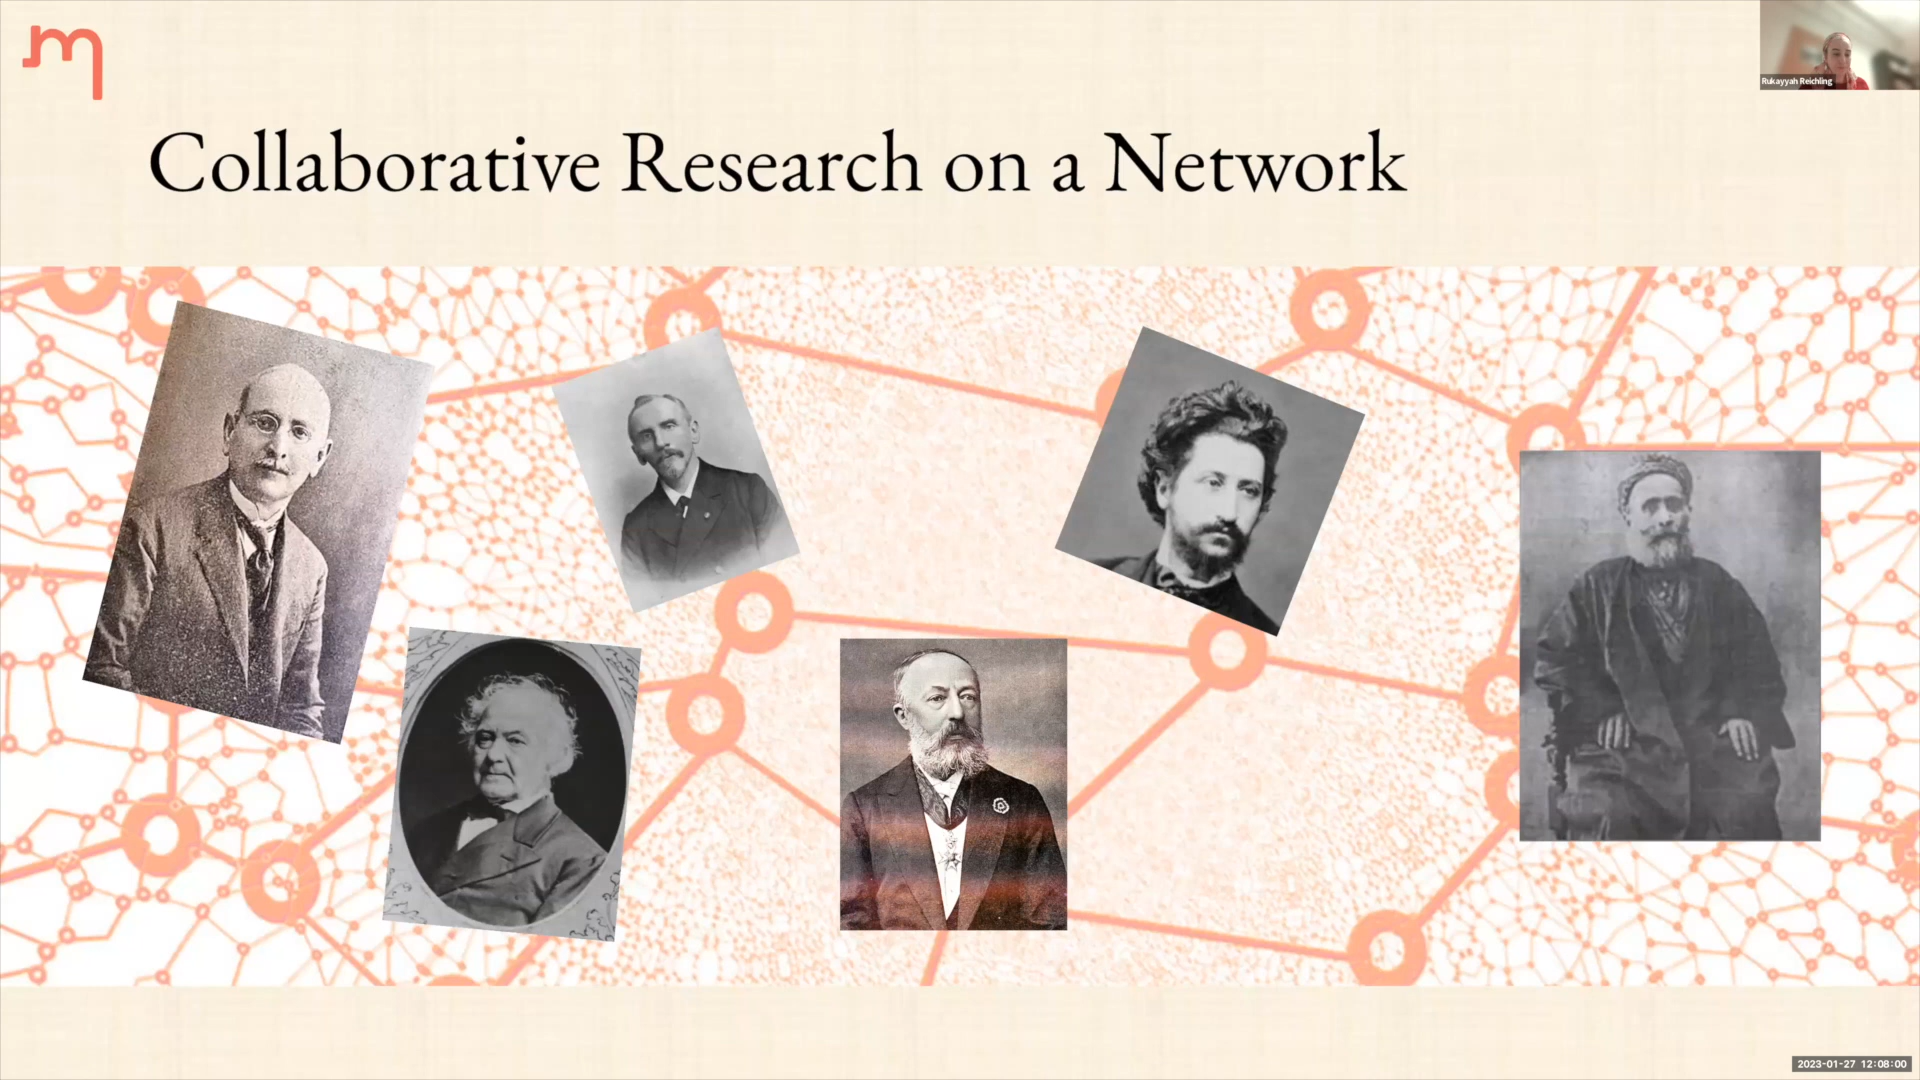 Rukayyah Reichling
Collaborative Research on a Network
2023-01-27 12:08:00